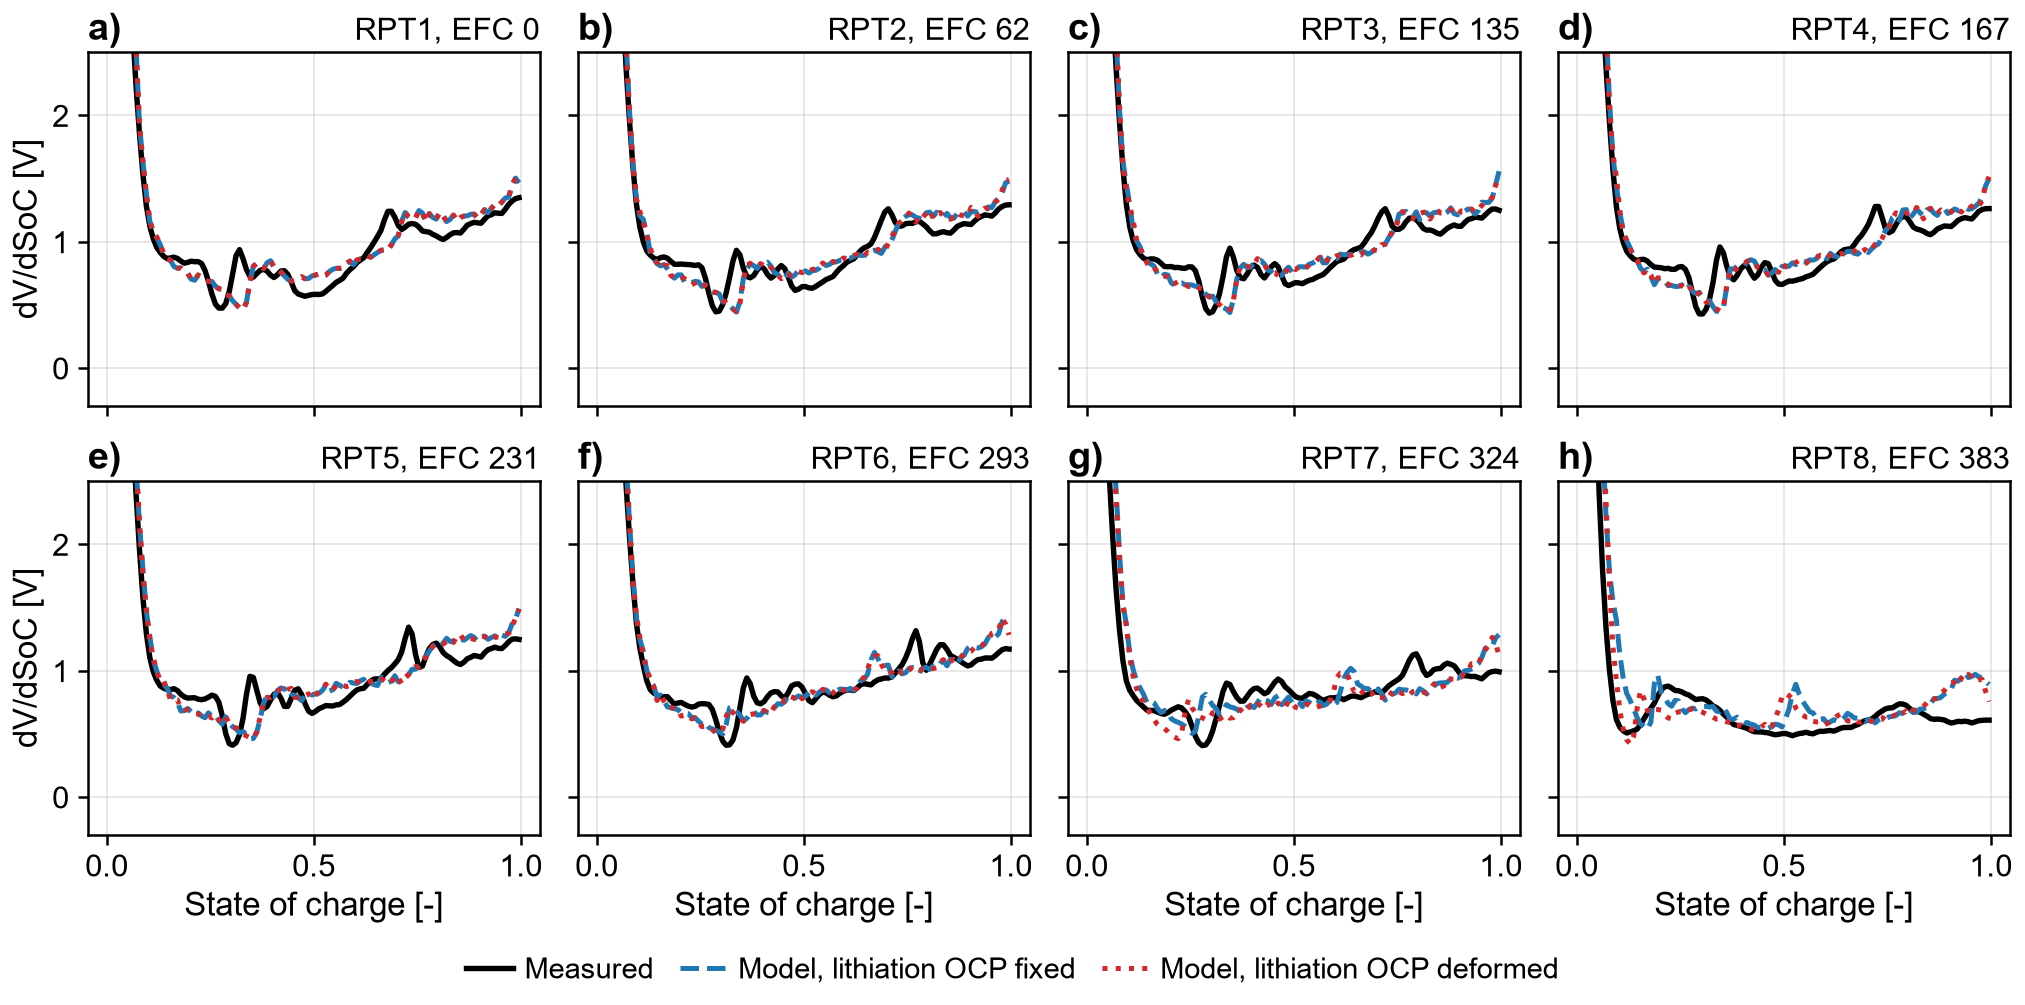 a) RPT1, EFC 0
b) RPT2, EFC 62
c) RPT3, EFC 135
d) RPT4, EFC 167
dV/dSoC [V]
2
1
0
e) RPT5, EFC 231
f) RPT6, EFC 293
g) RPT7, EFC 324
h) RPT8, EFC 383
dV/dSoC [V]
2
1
0
0.0 0.5 1.0
0.0 0.5 1.0
0.0 0.5 1.0
0.0 0.5 1.0
State of charge [-]
State of charge [-]
State of charge [-]
State of charge [-]
Measured
Model, lithiation OCP fixed
Model, lithiation OCP deformed